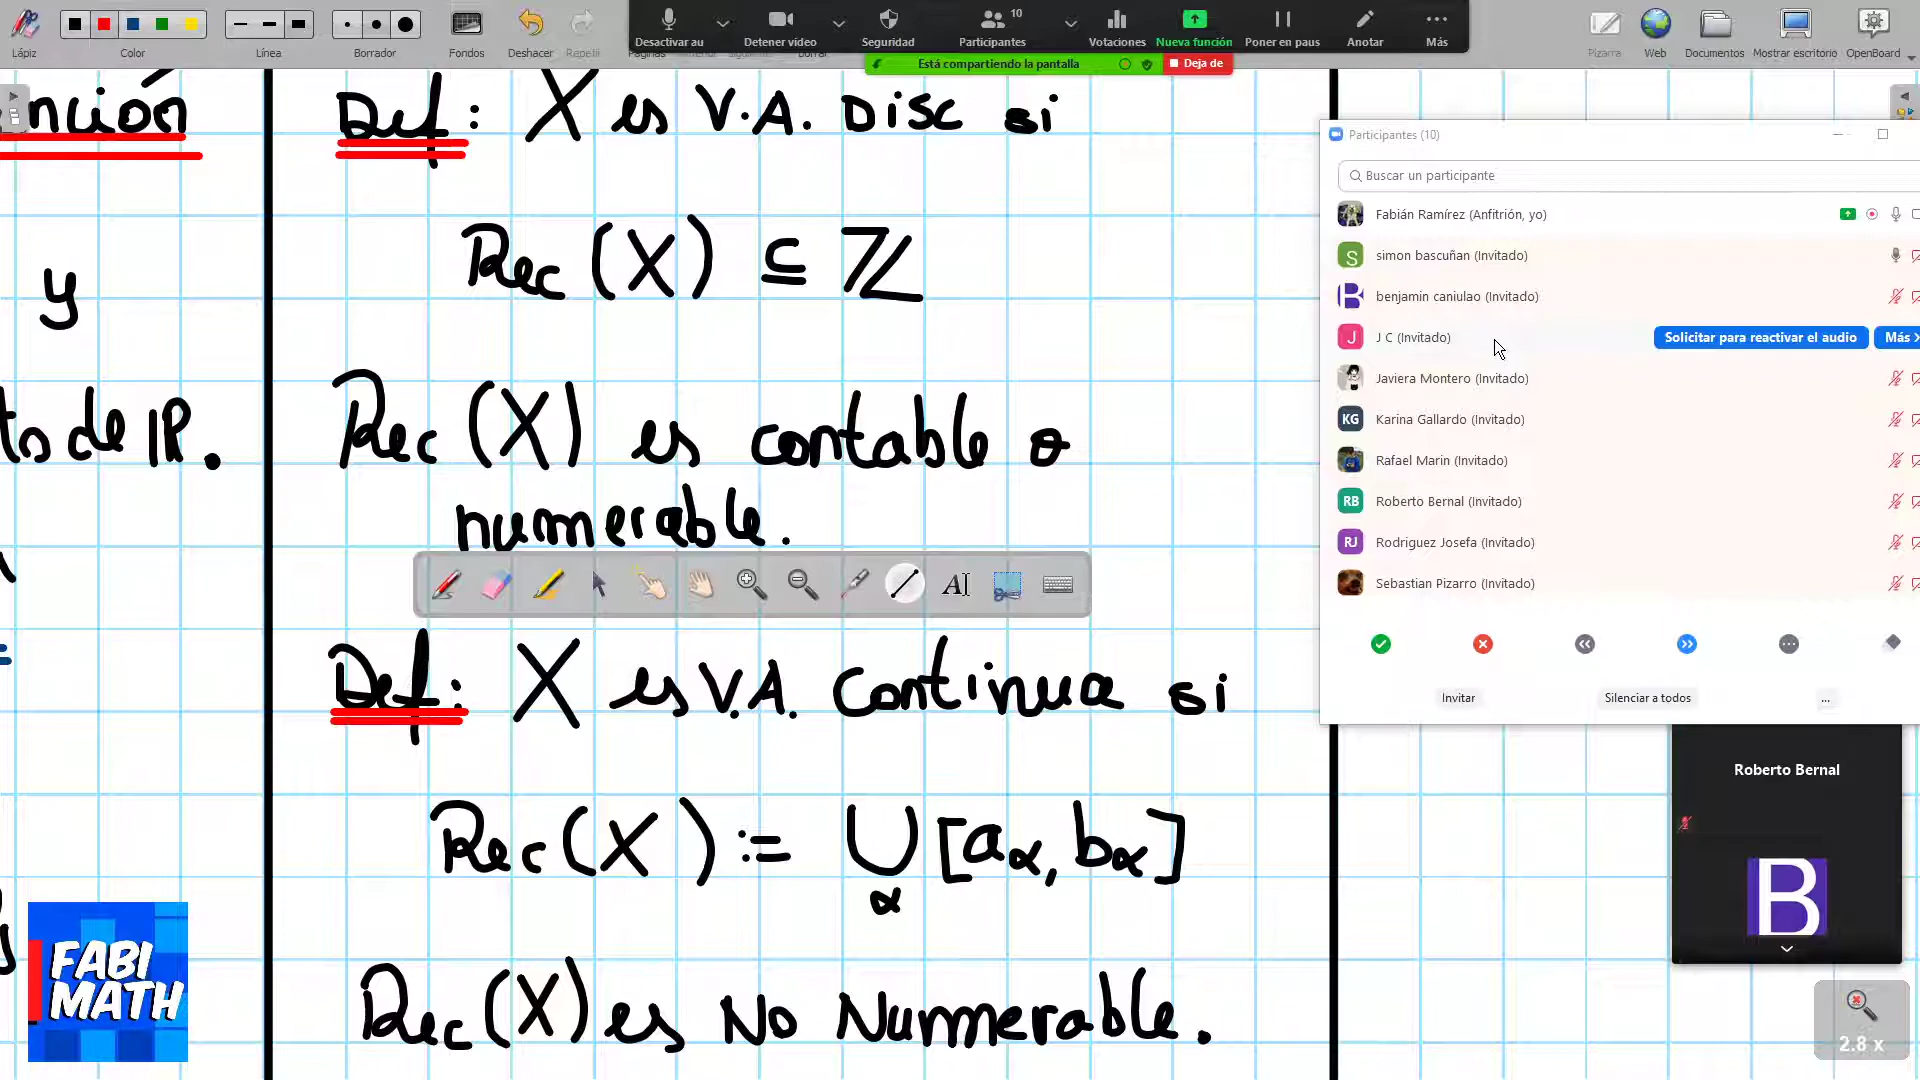 Lápiz
Color
Línea
Borrador
Fondos
Deshacer
Repetir
Desactivar au
Detener video
Seguridad
Participantes
10
Votaciones
Nueva función
Poner en paus
Anotar
Más
Está compartiendo la pantalla
Deja de
Pizarra
Web
Documentos
Mostrar escritorio
OpenBoard
nción
y
to de IR.
Def: X es V.A. Disc si
Rec (X) ⊆ ℤ
Rec (X) es contable o
numerable.
Def: X es V.A. Continua si
Rec(X) := ∪ [aα, bα]
α
Rec(X) es No Numerable.
FABI
MATH
Participantes (10)
Buscar un participante
Fabián Ramírez (Anfitrión, yo)
S simon bascuñan (Invitado)
B benjamin caniulao (Invitado)
J J C (Invitado) Solicitar para reactivar el audio Más
Javiera Montero (Invitado)
KG Karina Gallardo (Invitado)
Rafael Marin (Invitado)
RB Roberto Bernal (Invitado)
RJ Rodriguez Josefa (Invitado)
Sebastian Pizarro (Invitado)
Invitar
Silenciar a todos
...
Roberto Bernal
B
2.8 x